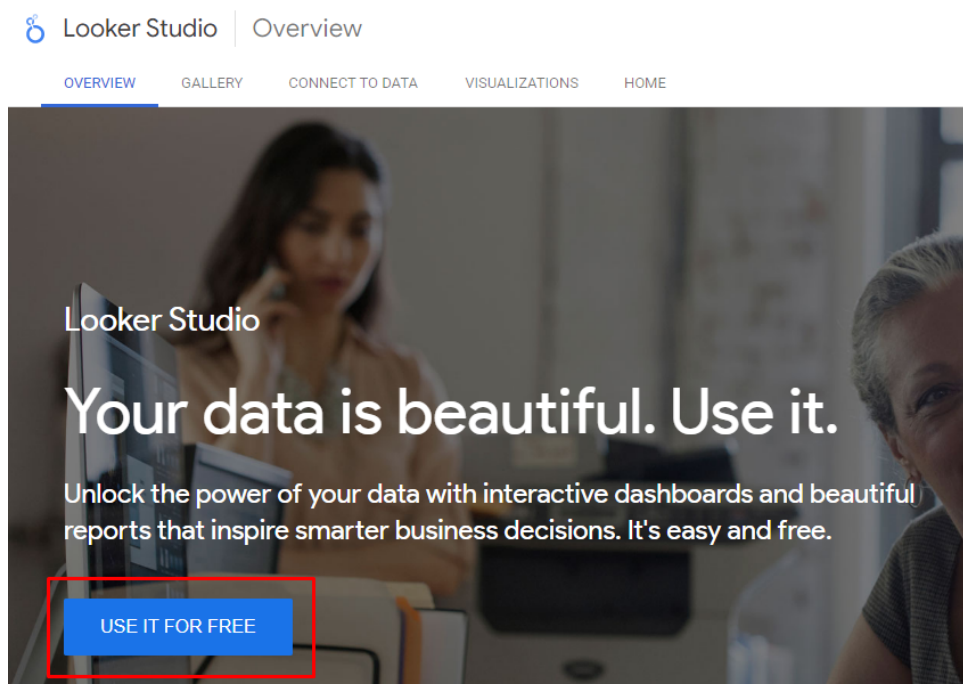 Looker Studio Overview
OVERVIEW GALLERY CONNECT TO DATA VISUALIZATIONS HOME
Looker Studio
Your data is beautiful. Use it.
Unlock the power of your data with interactive dashboards and beautiful
reports that inspire smarter business decisions. It's easy and free.
USE IT FOR FREE